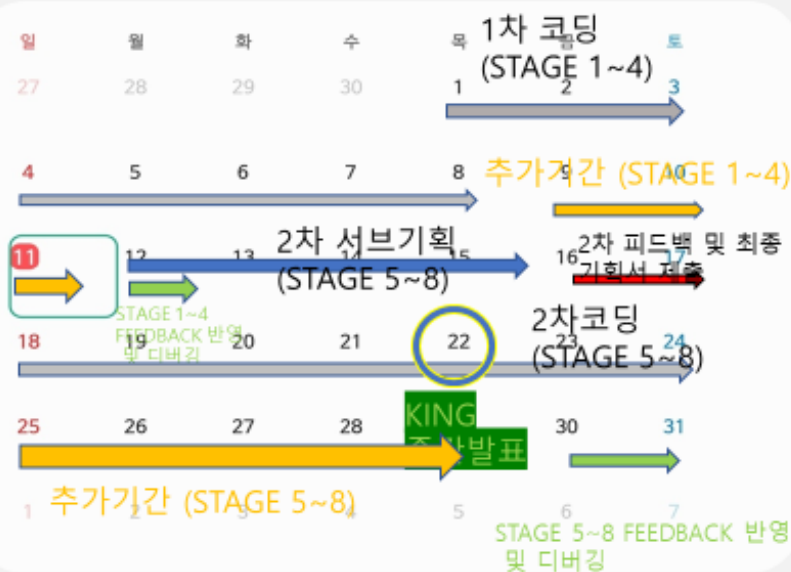 일 월 화 수 목 금 토
1차 코딩
(STAGE 1~4)
27 28 29 30 1 2 3
4 5 6 7 8 9 10
추가기간 (STAGE 1~4)
11 12 13 14 15 16 17
2차 서브기획
(STAGE 5~8)
2차 피드백 및 최종
기획서 제출
STAGE 1~4
FEEDBACK 반영
및 디버깅
2차코딩
(STAGE 5~8)
18 19 20 21 22 23 24
KING
발표
25 26 27 28 30 31
추가기간 (STAGE 5~8)
1 2 3 4 5 6 7
STAGE 5~8 FEEDBACK 반영
및 디버깅